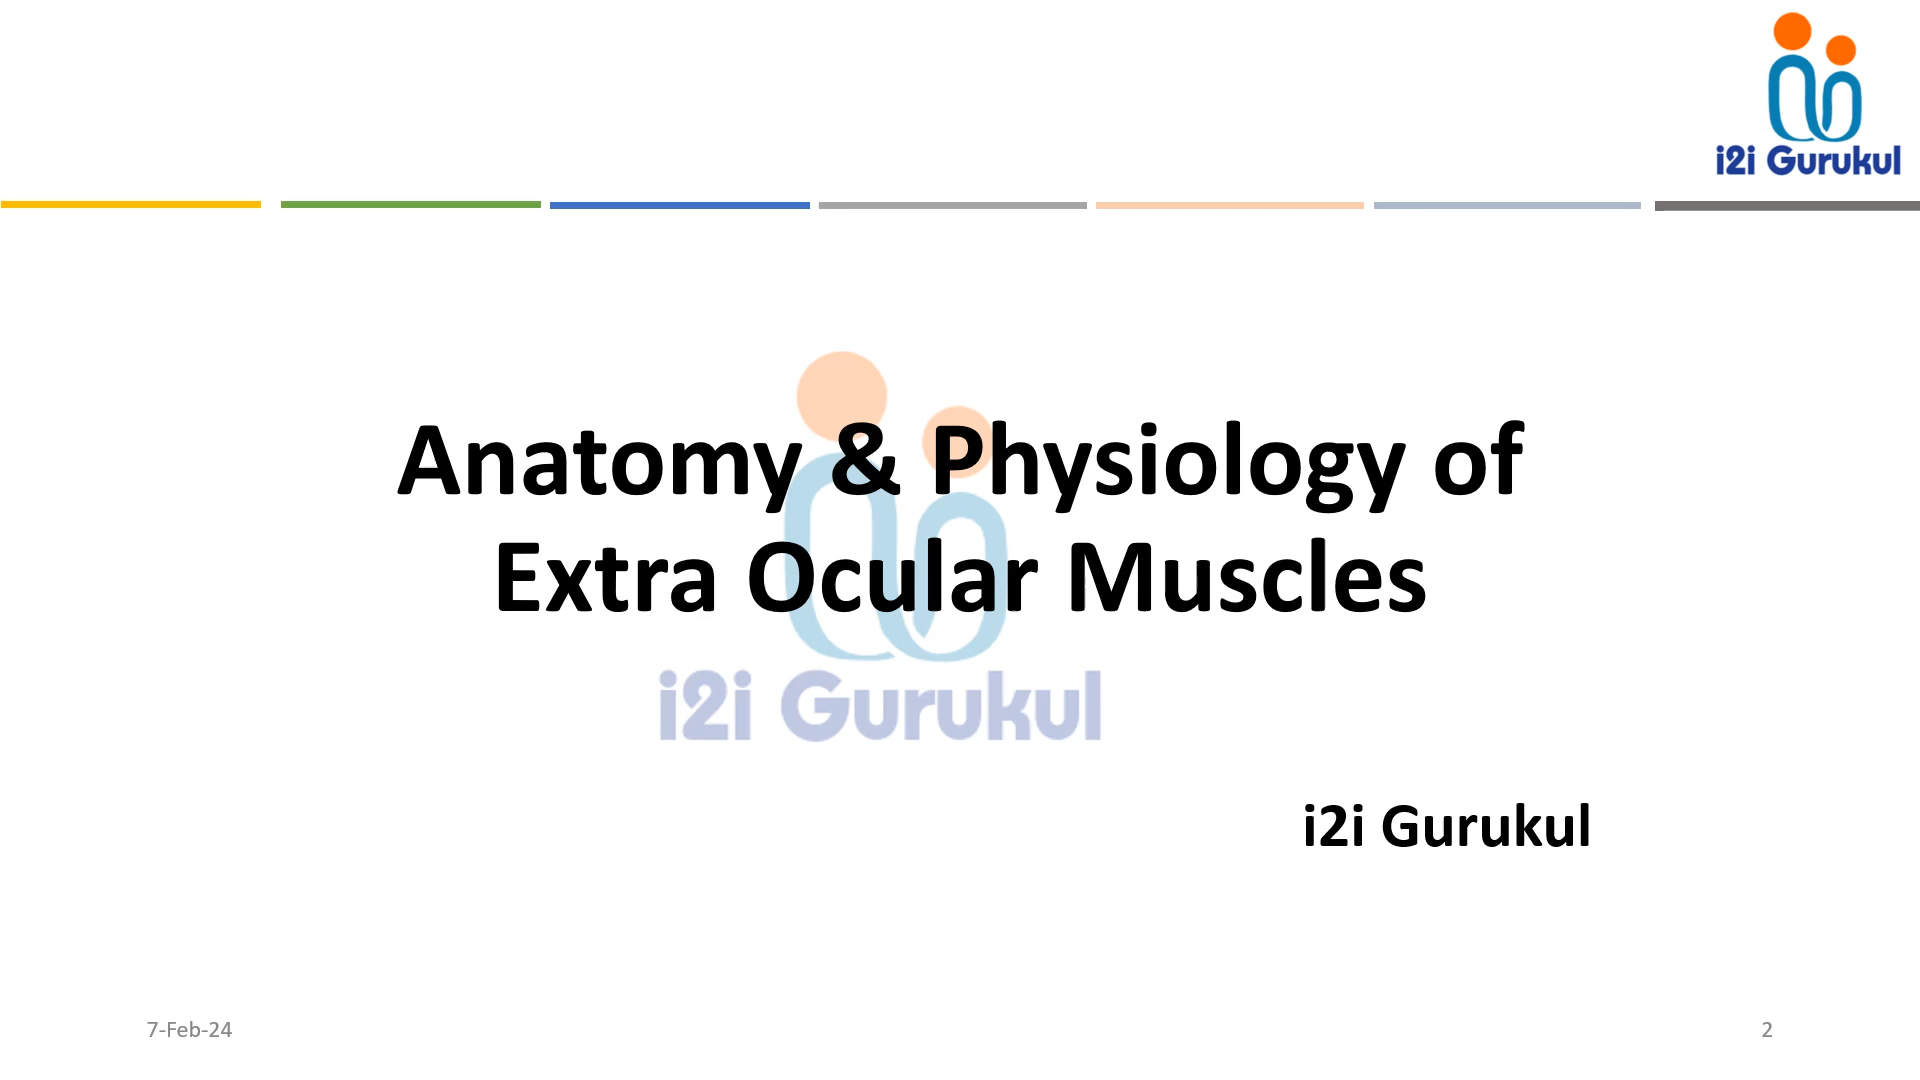 i2i Gurukul
Anatomy & Physiology of
Extra Ocular Muscles
i2i Gurukul
i2i Gurukul
7-Feb-24
2